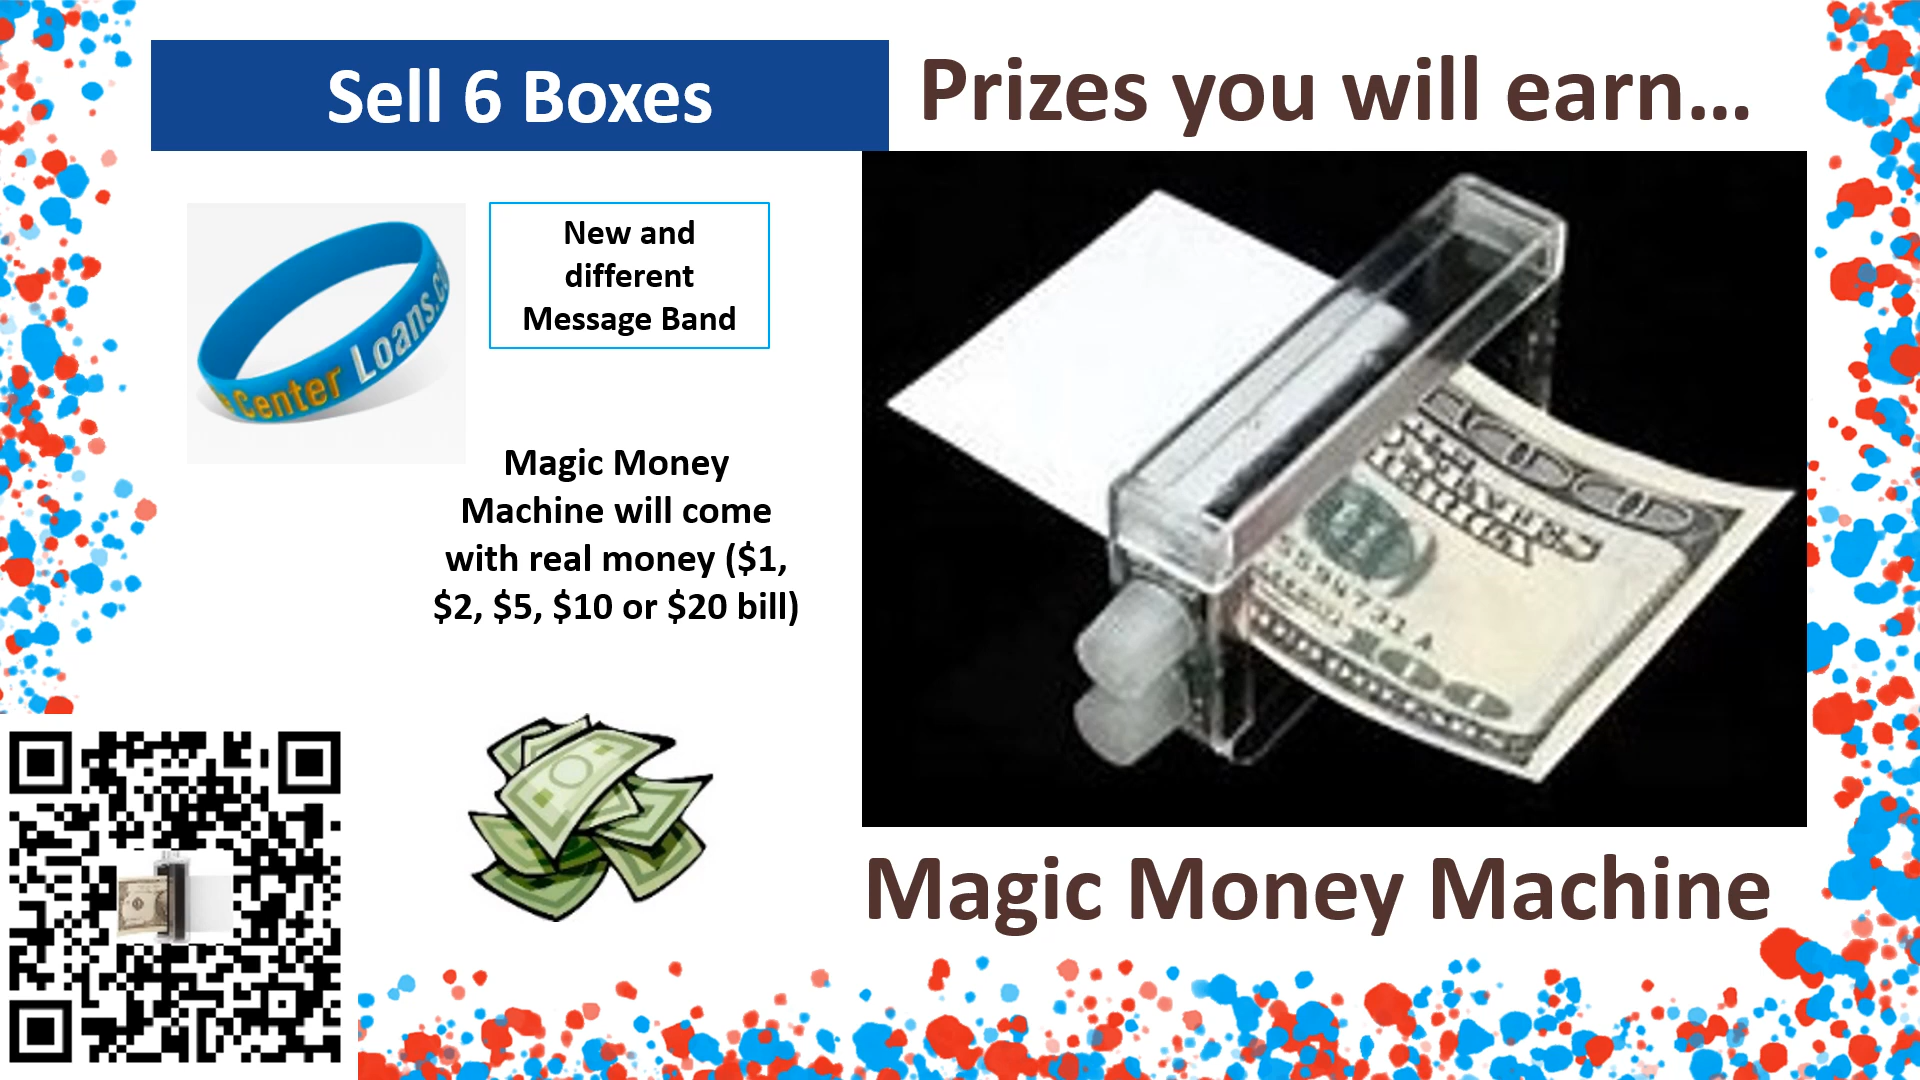 Sell 6 Boxes
Prizes you will earn...
New and
different
Message Band
Center Loans.c
Magic Money
Machine will come
with real money ($1,
$2, $5, $10 or $20 bill)
Magic Money Machine